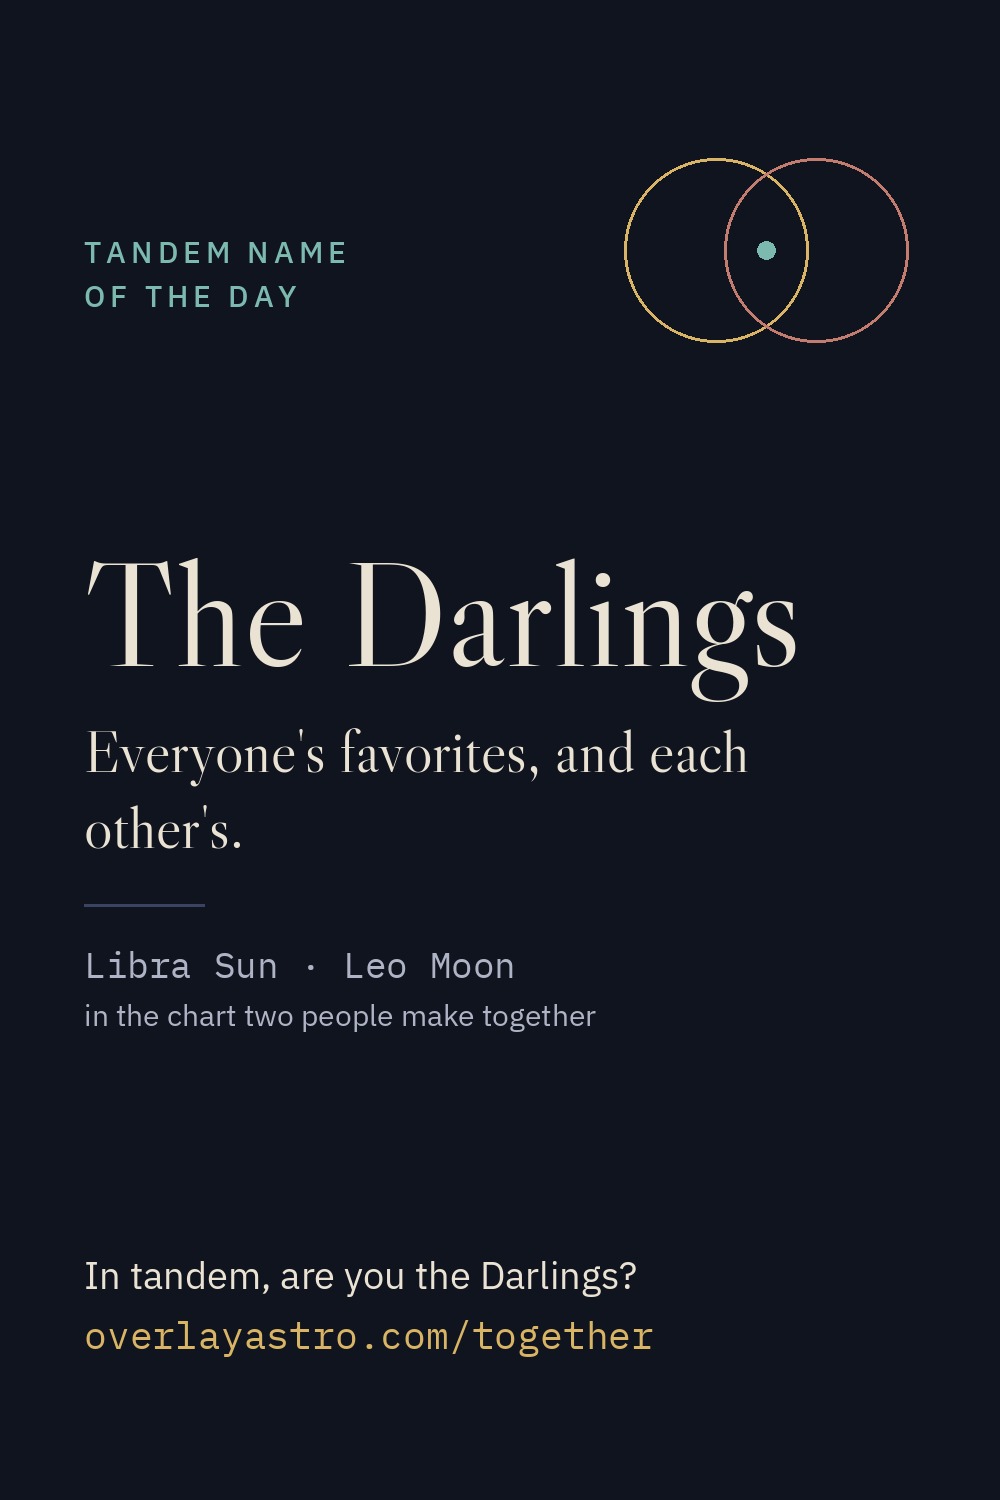 TANDEM NAME
OF THE DAY
The Darlings
Everyone's favorites, and each
other's.
Libra Sun · Leo Moon
in the chart two people make together
In tandem, are you the Darlings?
overlayastro.com/together